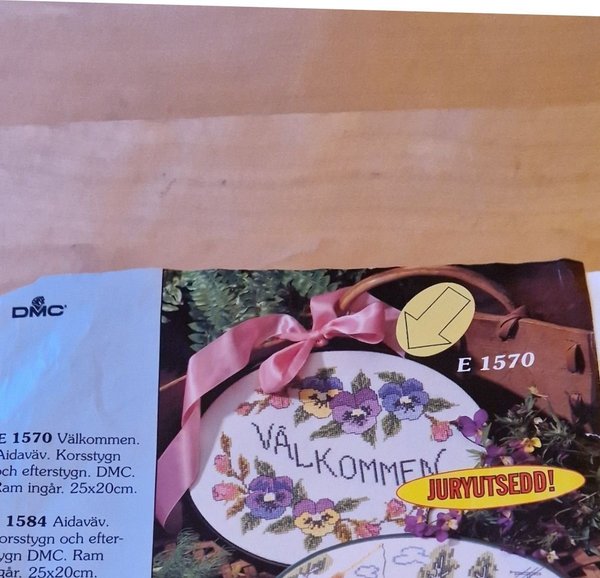 DMC
E 1570 Välkommen.
Aidaväv. Korsstygn
och efterstygn. DMC.
Ram ingår. 25x20cm.
1584 Aidaväv.
orsstygn och efter-
ygn DMC. Ram
går. 25x20cm.
E 1570
VÄLKOMMEN
JURYUTSEDD!